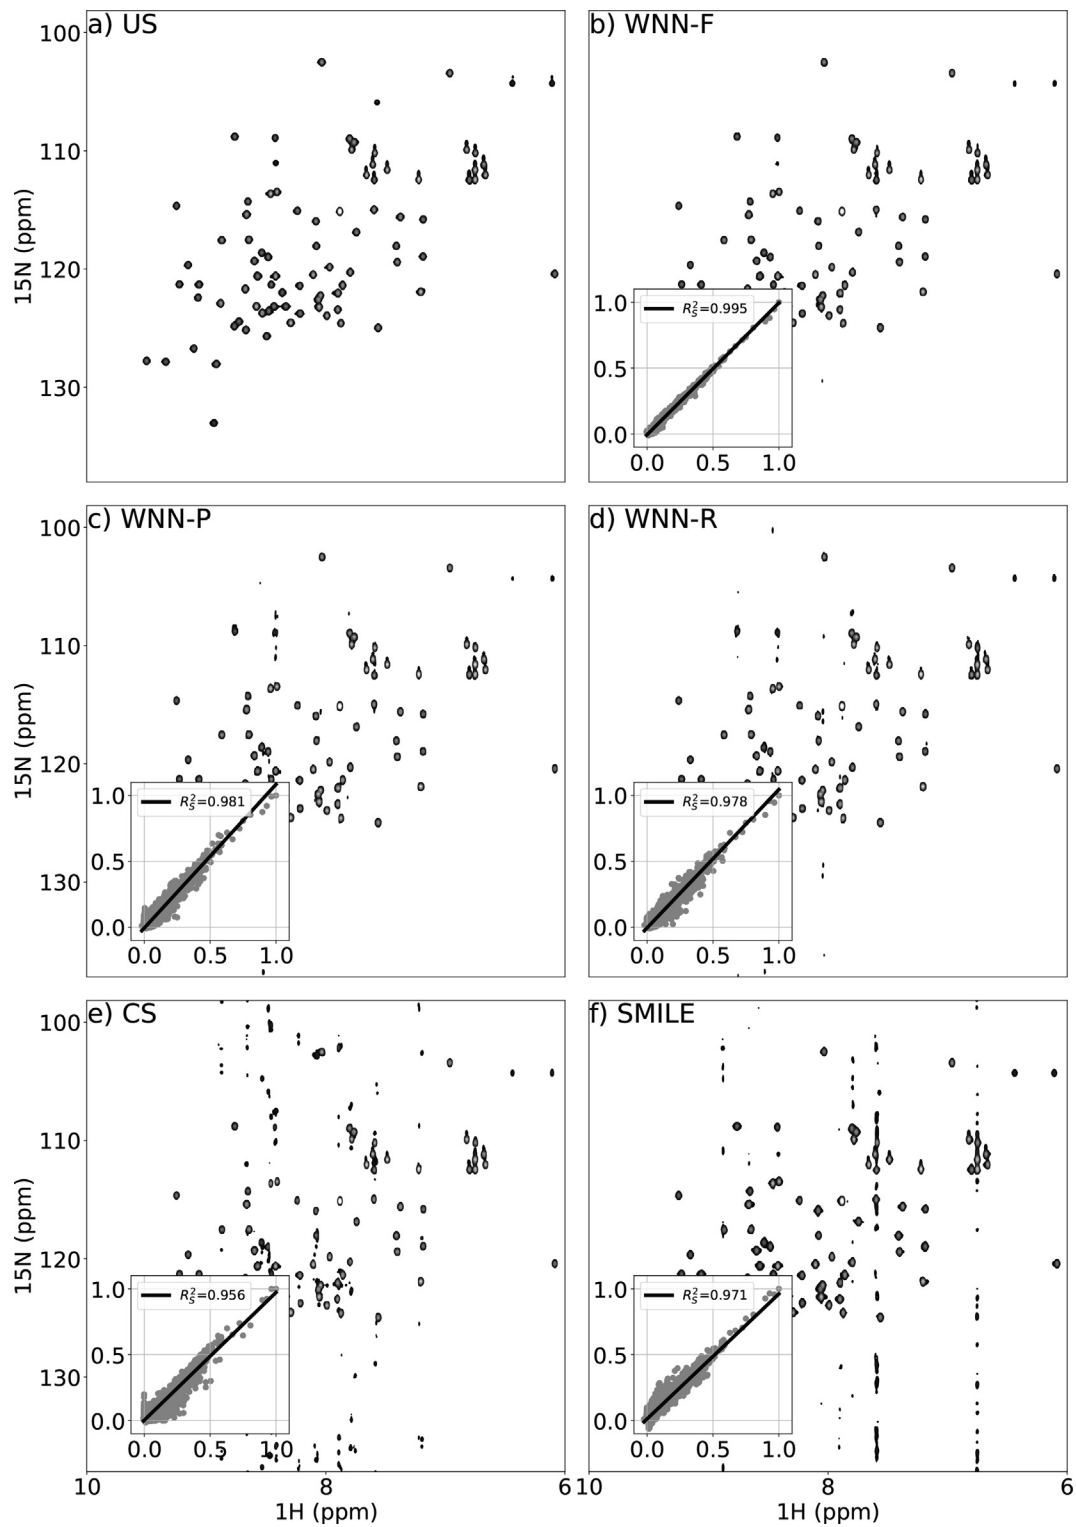 a) US
b) WNN-F
100
110
120
130
15N (ppm)
R²S=0.995
1.0
0.5
0.0
0.0 0.5 1.0
c) WNN-P
d) WNN-R
100
110
120
130
15N (ppm)
R²S=0.981
1.0
0.5
0.0
0.0 0.5 1.0
R²S=0.978
1.0
0.5
0.0
0.0 0.5 1.0
e) CS
f) SMILE
100
110
120
130
15N (ppm)
R²S=0.956
1.0
0.5
0.0
0.0 0.5 1.0
R²S=0.971
1.0
0.5
0.0
0.0 0.5 1.0
10 8 6
1H (ppm)
10 8 6
1H (ppm)